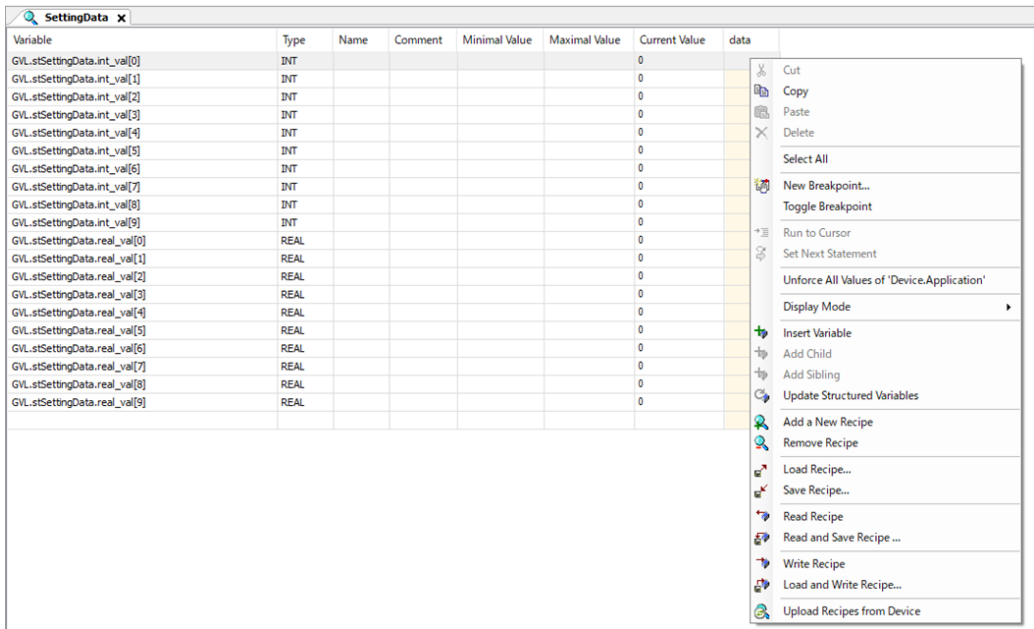 SettingData
Variable Type Name Comment Minimal Value Maximal Value Current Value data
GVL.stSettingData.int_val[0] INT 0
GVL.stSettingData.int_val[1] INT 0
GVL.stSettingData.int_val[2] INT 0
GVL.stSettingData.int_val[3] INT 0
GVL.stSettingData.int_val[4] INT 0
GVL.stSettingData.int_val[5] INT 0
GVL.stSettingData.int_val[6] INT 0
GVL.stSettingData.int_val[7] INT 0
GVL.stSettingData.int_val[8] INT 0
GVL.stSettingData.int_val[9] INT 0
GVL.stSettingData.real_val[0] REAL 0
GVL.stSettingData.real_val[1] REAL 0
GVL.stSettingData.real_val[2] REAL 0
GVL.stSettingData.real_val[3] REAL 0
GVL.stSettingData.real_val[4] REAL 0
GVL.stSettingData.real_val[5] REAL 0
GVL.stSettingData.real_val[6] REAL 0
GVL.stSettingData.real_val[7] REAL 0
GVL.stSettingData.real_val[8] REAL 0
GVL.stSettingData.real_val[9] REAL 0
Cut
Copy
Paste
Delete
Select All
New Breakpoint...
Toggle Breakpoint
Run to Cursor
Set Next Statement
Unforce All Values of 'Device.Application'
Display Mode
Insert Variable
Add Child
Add Sibling
Update Structured Variables
Add a New Recipe
Remove Recipe
Load Recipe...
Save Recipe...
Read Recipe
Read and Save Recipe ...
Write Recipe
Load and Write Recipe...
Upload Recipes from Device